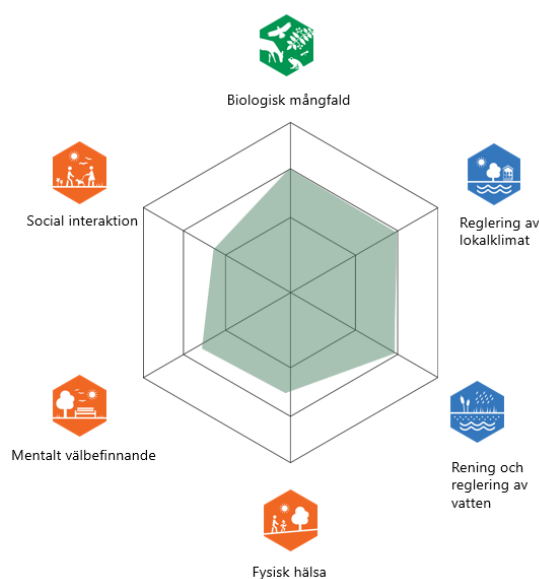 Biologisk mångfald
Social interaktion
Reglering av
lokalklimat
Mentalt välbefinnande
Rening och
reglering av
vatten
Fysisk hälsa